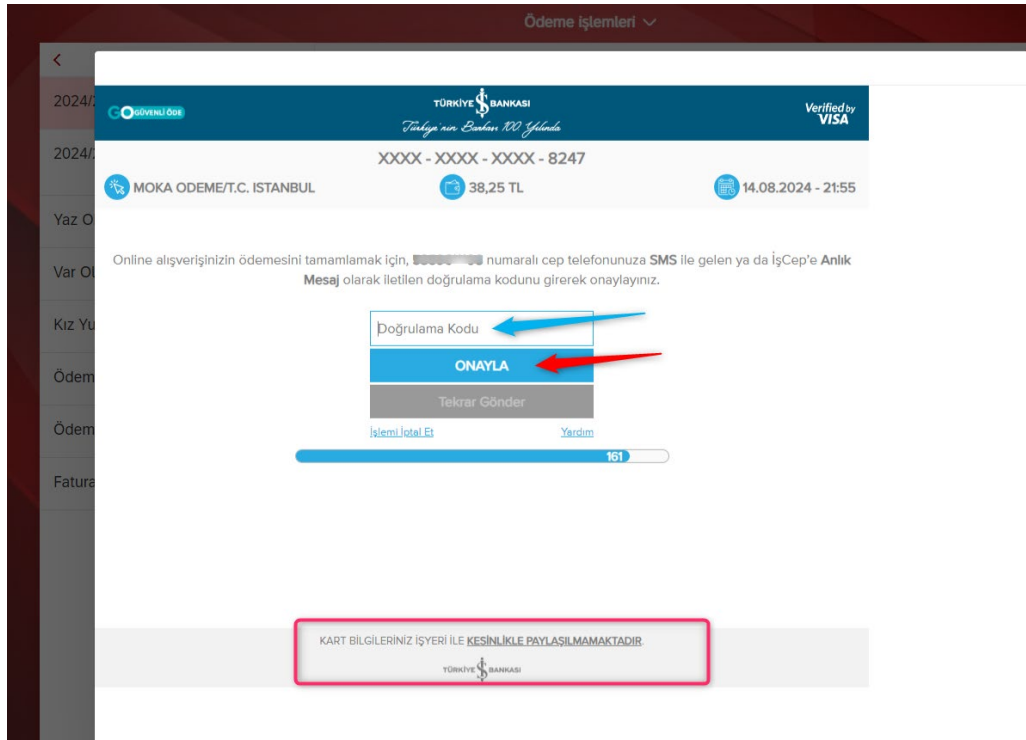 Ödeme işlemleri
2024/2
GO GÜVENLİ ÖDE
TÜRKİYE İŞ BANKASI
Türkiye'nin Bankası 100 Yılında
Verified by
VISA
2024/2
XXXX - XXXX - XXXX - 8247
MOKA ODEME/T.C. ISTANBUL
38,25 TL
14.08.2024 - 21:55
Yaz O
Var Ol
Online alışverişinizin ödemesini tamamlamak için, numaralı cep telefonunuza SMS ile gelen ya da İşCep'e Anlık
Mesaj olarak iletilen doğrulama kodunu girerek onaylayınız.
Kız Yu
Doğrulama Kodu
Ödem
ONAYLA
Tekrar Gönder
Ödem
İşlemi İptal Et
Yardım
161
Fatura
KART BİLGİLERİNİZ İŞYERİ İLE KESİNLİKLE PAYLAŞILMAMAKTADIR.
TÜRKİYE İŞ BANKASI